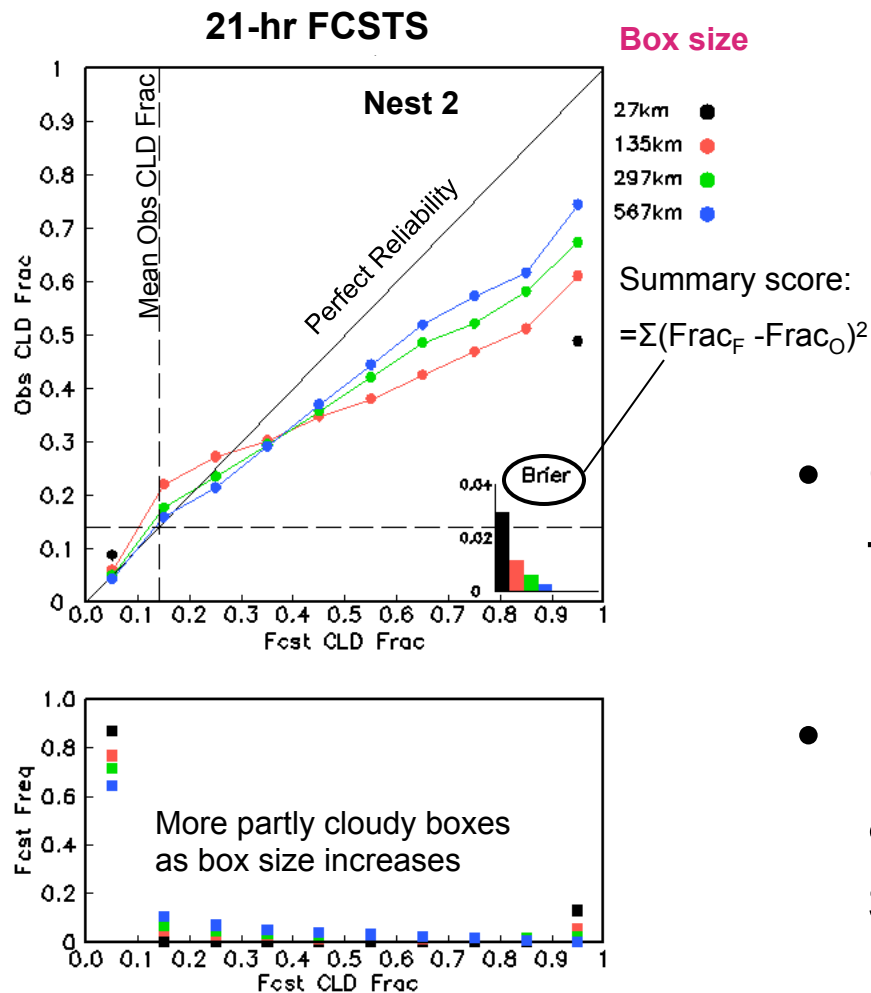 21-hr FCSTS
Box size
27km
135km
297km
567km
Summary score:
=Σ(Frac_F -Frac_O)²
Nest 2
Mean Obs CLD Frac
Perfect Reliability
Obs CLD Frac
1
0.9
0.8
0.7
0.6
0.5
0.4
0.3
0.2
0.1
0
0.0 0.1 0.2 0.3 0.4 0.5 0.6 0.7 0.8 0.9 1
Fcst CLD Frac
Brier
0.04
0.02
0
Fcst Freq
1.0
0.8
0.6
0.4
0.2
0
More partly cloudy boxes
as box size increases
0.0 0.1 0.2 0.3 0.4 0.5 0.6 0.7 0.8 0.9 1
Fcst CLD Frac